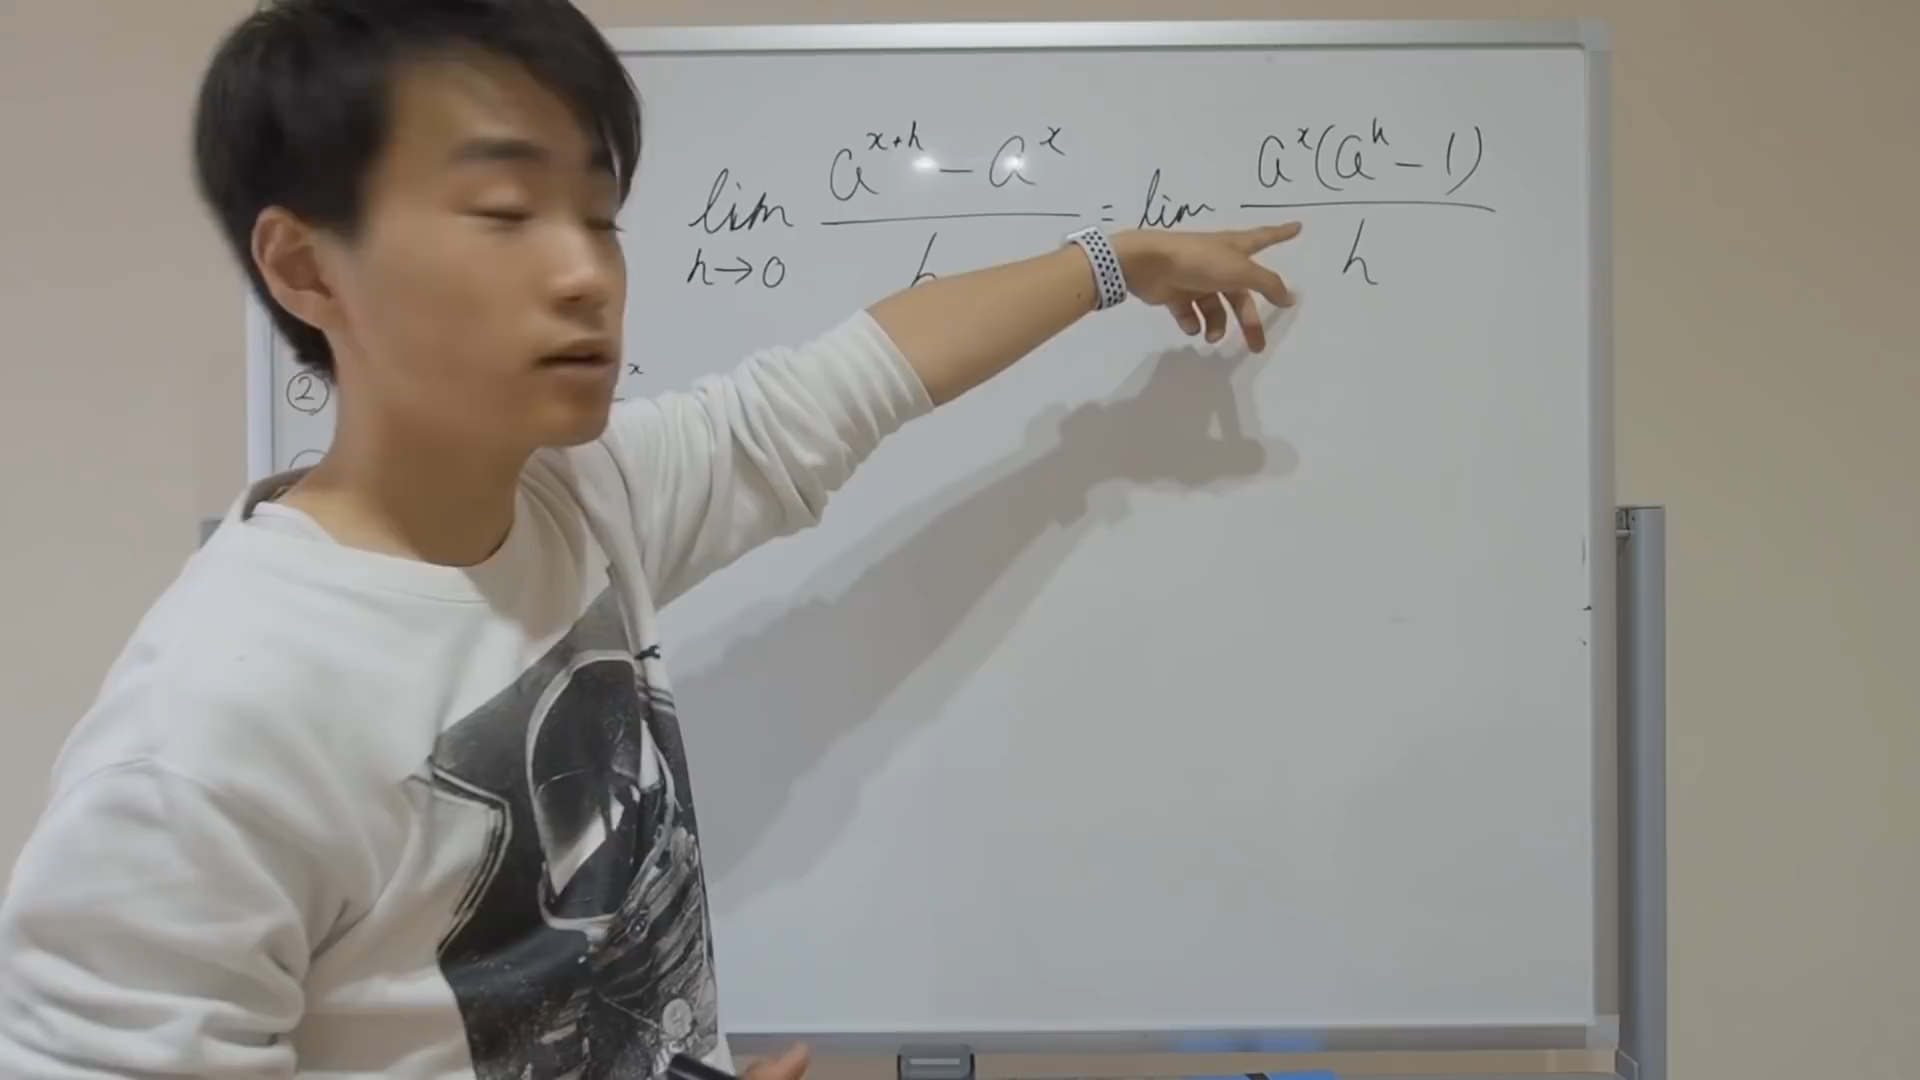 lim a^{x+h} - a^x / h = lim a^x(a^h - 1) / h
h→0
② x